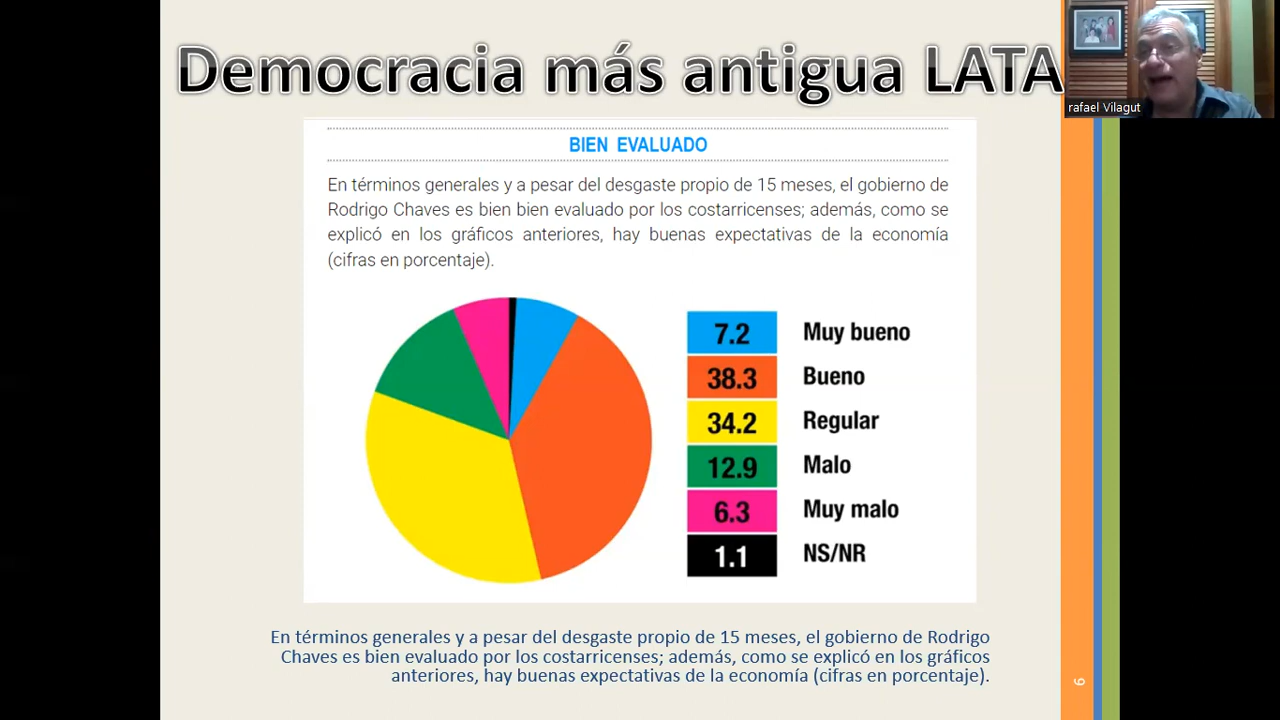 Democracia más antigua LATA
rafael Vilagut
BIEN EVALUADO
En términos generales y a pesar del desgaste propio de 15 meses, el gobierno de
Rodrigo Chaves es bien bien evaluado por los costarricenses; además, como se
explicó en los gráficos anteriores, hay buenas expectativas de la economía
(cifras en porcentaje).
7.2 Muy bueno
38.3 Bueno
34.2 Regular
12.9 Malo
6.3 Muy malo
1.1 NS/NR
En términos generales y a pesar del desgaste propio de 15 meses, el gobierno de Rodrigo
Chaves es bien evaluado por los costarricenses; además, como se explicó en los gráficos
anteriores, hay buenas expectativas de la economía (cifras en porcentaje).
6